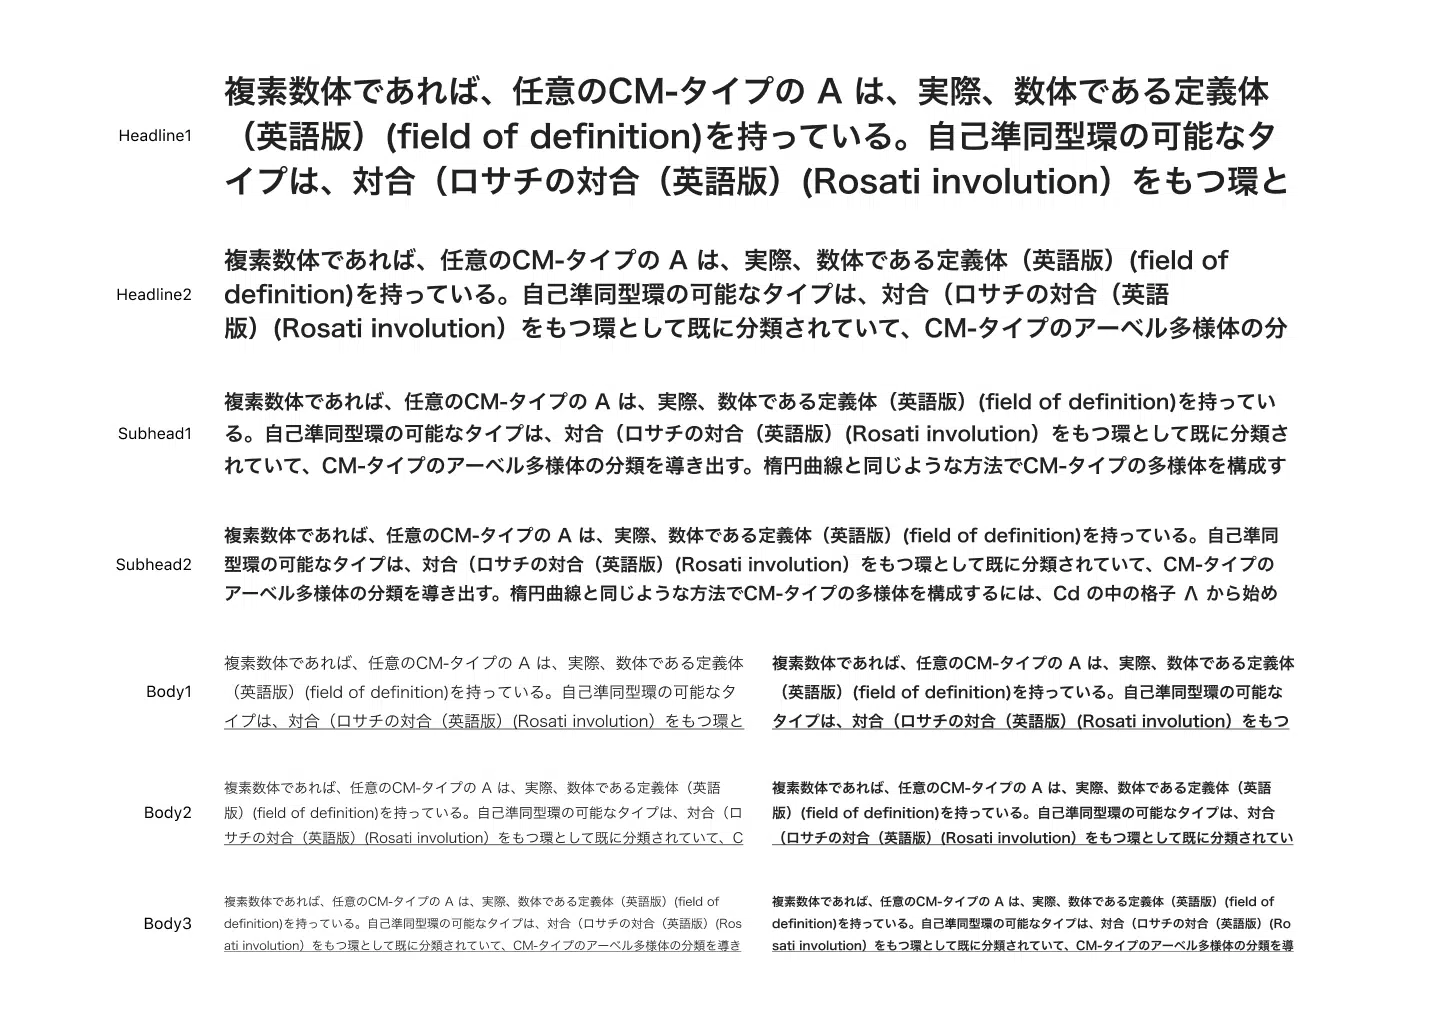 Headline1
複素数体であれば、任意のCM-タイプの A は、実際、数体である定義体
（英語版）(field of definition)を持っている。自己準同型環の可能なタ
イプは、対合（ロサチの対合（英語版）(Rosati involution）をもつ環と
Headline2
複素数体であれば、任意のCM-タイプの A は、実際、数体である定義体（英語版）(field of
definition)を持っている。自己準同型環の可能なタイプは、対合（ロサチの対合（英語
版）(Rosati involution）をもつ環として既に分類されていて、CM-タイプのアーベル多様体の分
Subhead1
複素数体であれば、任意のCM-タイプの A は、実際、数体である定義体（英語版）(field of definition)を持ってい
る。自己準同型環の可能なタイプは、対合（ロサチの対合（英語版）(Rosati involution）をもつ環として既に分類さ
れていて、CM-タイプのアーベル多様体の分類を導き出す。楕円曲線と同じような方法でCM-タイプの多様体を構成す
Subhead2
複素数体であれば、任意のCM-タイプの A は、実際、数体である定義体（英語版）(field of definition)を持っている。自己準同
型環の可能なタイプは、対合（ロサチの対合（英語版）(Rosati involution）をもつ環として既に分類されていて、CM-タイプの
アーベル多様体の分類を導き出す。楕円曲線と同じような方法でCM-タイプの多様体を構成するには、Cd の中の格子 Λ から始め
Body1
複素数体であれば、任意のCM-タイプの A は、実際、数体である定義体
（英語版）(field of definition)を持っている。自己準同型環の可能なタ
イプは、対合（ロサチの対合（英語版）(Rosati involution）をもつ環と
複素数体であれば、任意のCM-タイプの A は、実際、数体である定義体
（英語版）(field of definition)を持っている。自己準同型環の可能な
タイプは、対合（ロサチの対合（英語版）(Rosati involution）をもつ
Body2
複素数体であれば、任意のCM-タイプの A は、実際、数体である定義体（英語
版）(field of definition)を持っている。自己準同型環の可能なタイプは、対合（ロ
サチの対合（英語版）(Rosati involution）をもつ環として既に分類されていて、C
複素数体であれば、任意のCM-タイプの A は、実際、数体である定義体（英語
版）(field of definition)を持っている。自己準同型環の可能なタイプは、対合
（ロサチの対合（英語版）(Rosati involution）をもつ環として既に分類されてい
Body3
複素数体であれば、任意のCM-タイプの A は、実際、数体である定義体（英語版）(field of
definition)を持っている。自己準同型環の可能なタイプは、対合（ロサチの対合（英語版）(Ros
ati involution）をもつ環として既に分類されていて、CM-タイプのアーベル多様体の分類を導き
複素数体であれば、任意のCM-タイプの A は、実際、数体である定義体（英語版）(field of
definition)を持っている。自己準同型環の可能なタイプは、対合（ロサチの対合（英語版）(Ro
sati involution）をもつ環として既に分類されていて、CM-タイプのアーベル多様体の分類を導